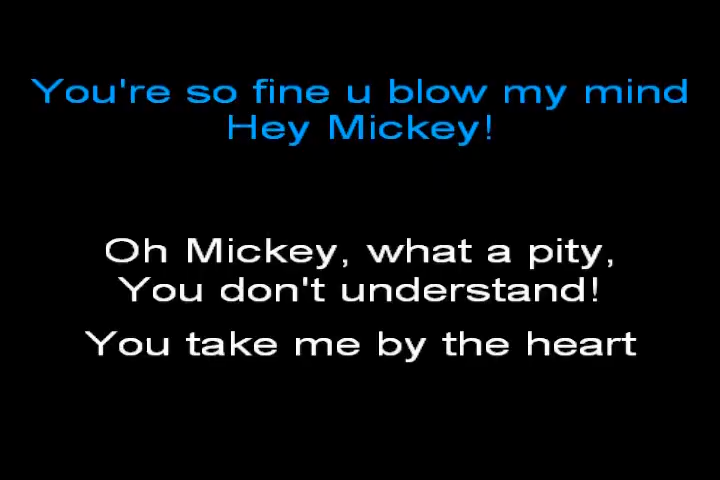 You're so fine u blow my mind
Hey Mickey!
Oh Mickey, what a pity,
You don't understand!
You take me by the heart